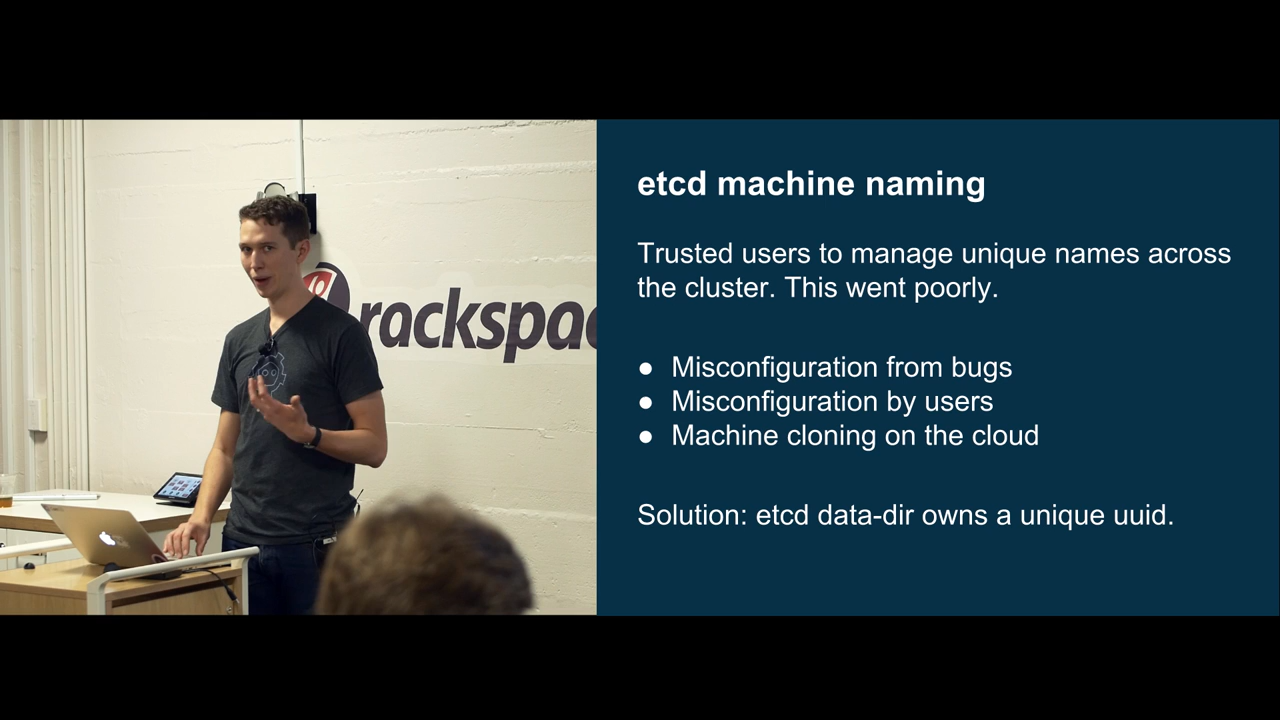 rackspac
etcd machine naming
Trusted users to manage unique names across
the cluster. This went poorly.
● Misconfiguration from bugs
● Misconfiguration by users
● Machine cloning on the cloud
Solution: etcd data-dir owns a unique uuid.